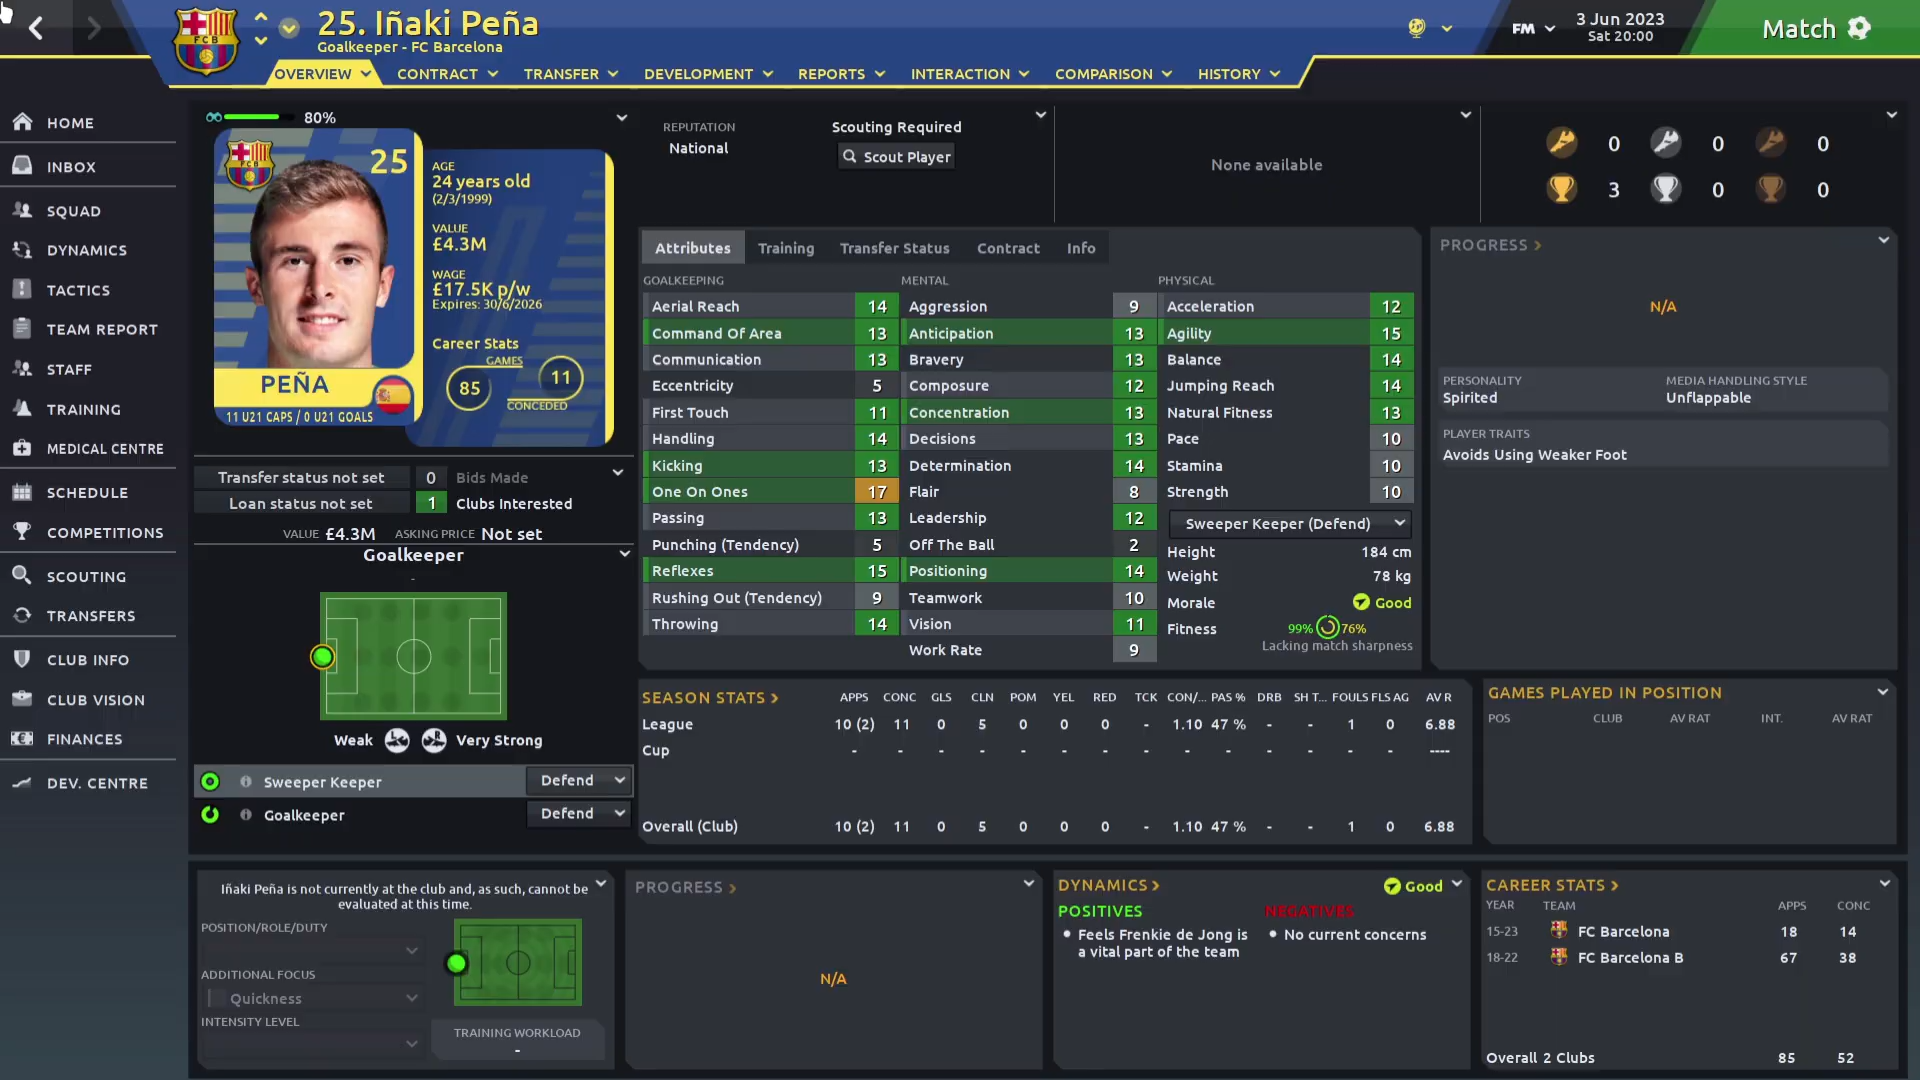 25. Iñaki Peña
Goalkeeper - FC Barcelona
FM
3 Jun 2023
Sat 20:00
Match
OVERVIEW CONTRACT TRANSFER DEVELOPMENT REPORTS INTERACTION COMPARISON HISTORY
HOME
INBOX
SQUAD
DYNAMICS
TACTICS
TEAM REPORT
STAFF
TRAINING
MEDICAL CENTRE
SCHEDULE
COMPETITIONS
SCOUTING
TRANSFERS
CLUB INFO
CLUB VISION
FINANCES
DEV. CENTRE
80%
25
FCB
PEÑA
11 U21 CAPS / 0 U21 GOALS
AGE
24 years old
(2/3/1999)
VALUE
£4.3M
WAGE
£17.5K p/w
Expires: 30/6/2026
Career Stats
GAMES
85
11
CONCEDED
REPUTATION
National
Scouting Required
Scout Player
None available
0 0 0
3 0 0
Transfer status not set 0 Bids Made
Loan status not set 1 Clubs Interested
VALUE £4.3M ASKING PRICE Not set
Goalkeeper
-
Weak L R Very Strong
Sweeper Keeper Defend
Goalkeeper Defend
Attributes Training Transfer Status Contract Info
GOALKEEPING MENTAL PHYSICAL
Aerial Reach 14 Aggression 9 Acceleration 12
Command Of Area 13 Anticipation 13 Agility 15
Communication 13 Bravery 13 Balance 14
Eccentricity 5 Composure 12 Jumping Reach 14
First Touch 11 Concentration 13 Natural Fitness 13
Handling 14 Decisions 13 Pace 10
Kicking 13 Determination 14 Stamina 10
One On Ones 17 Flair 8 Strength 10
Passing 13 Leadership 12 Sweeper Keeper (Defend)
Punching (Tendency) 5 Off The Ball 2 Height 184 cm
Reflexes 15 Positioning 14 Weight 78 kg
Rushing Out (Tendency) 9 Teamwork 10 Morale Good
Throwing 14 Vision 11 Fitness 99% 76%
Work Rate 9 Lacking match sharpness
PROGRESS >
N/A
PERSONALITY
Spirited
MEDIA HANDLING STYLE
Unflappable
PLAYER TRAITS
Avoids Using Weaker Foot
SEASON STATS > APPS CONC GLS CLN POM YEL RED TCK CON/... PAS % DRB SH T... FOULS FLS AG AV R
League 10 (2) 11 0 5 0 0 0 - 1.10 47 % - - 1 0 6.88
Cup - - - - - - - - - - - - - - ----
Overall (Club) 10 (2) 11 0 5 0 0 0 - 1.10 47 % - - 1 0 6.88
GAMES PLAYED IN POSITION
POS CLUB AV RAT INT. AV RAT
Iñaki Peña is not currently at the club and, as such, cannot be
evaluated at this time.
POSITION/ROLE/DUTY
ADDITIONAL FOCUS
Quickness
INTENSITY LEVEL
TRAINING WORKLOAD
-
PROGRESS >
N/A
DYNAMICS > Good
POSITIVES NEGATIVES
• Feels Frenkie de Jong is
a vital part of the team
• No current concerns
CAREER STATS >
YEAR TEAM APPS CONC
15-23 FC Barcelona 18 14
18-22 FC Barcelona B 67 38
Overall 2 Clubs 85 52